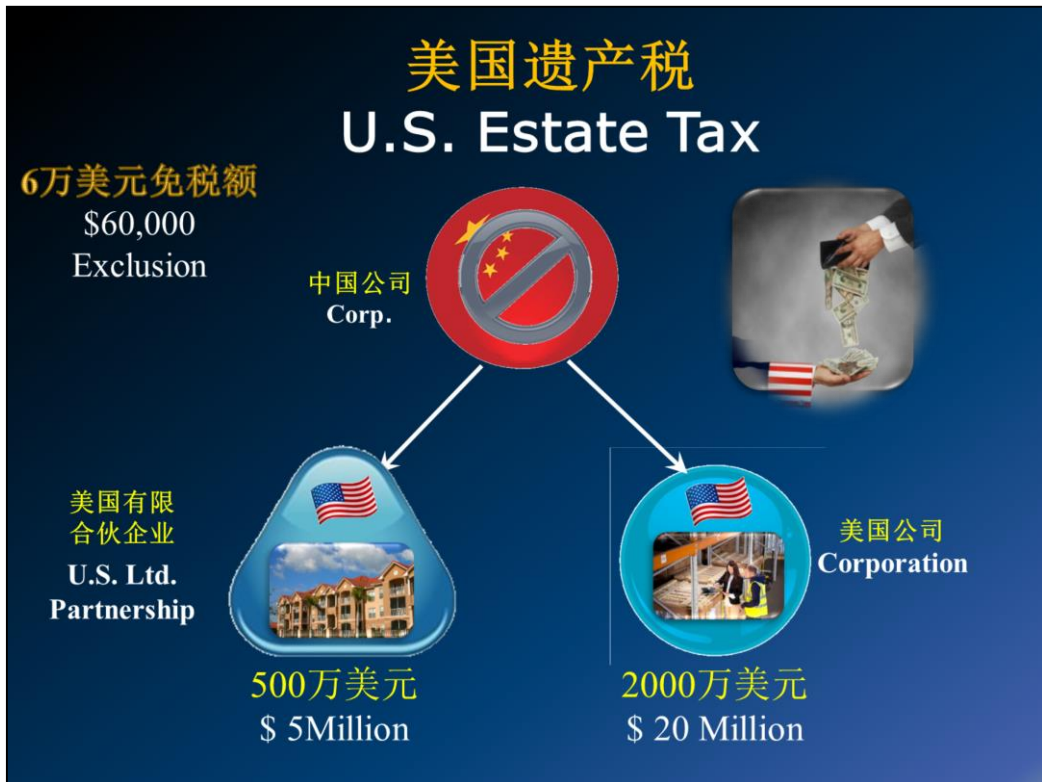 美国遗产税
U.S. Estate Tax
6万美元免税额
$60,000
Exclusion
中国公司
Corp.
美国有限
合伙企业
U.S. Ltd.
Partnership
美国公司
Corporation
500万美元
$ 5Million
2000万美元
$ 20 Million